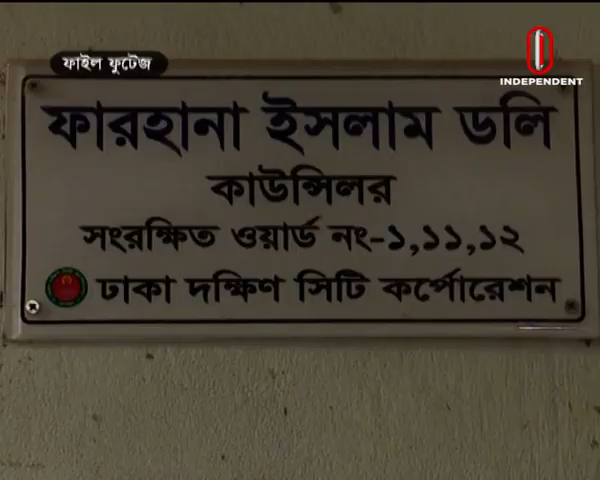 ফাইল ফুটেজ
INDEPENDENT
ফারহানা ইসলাম ডলি
কাউন্সিলর
সংরক্ষিত ওয়ার্ড নং-১,১১,১২
ঢাকা দক্ষিণ সিটি কর্পোরেশন